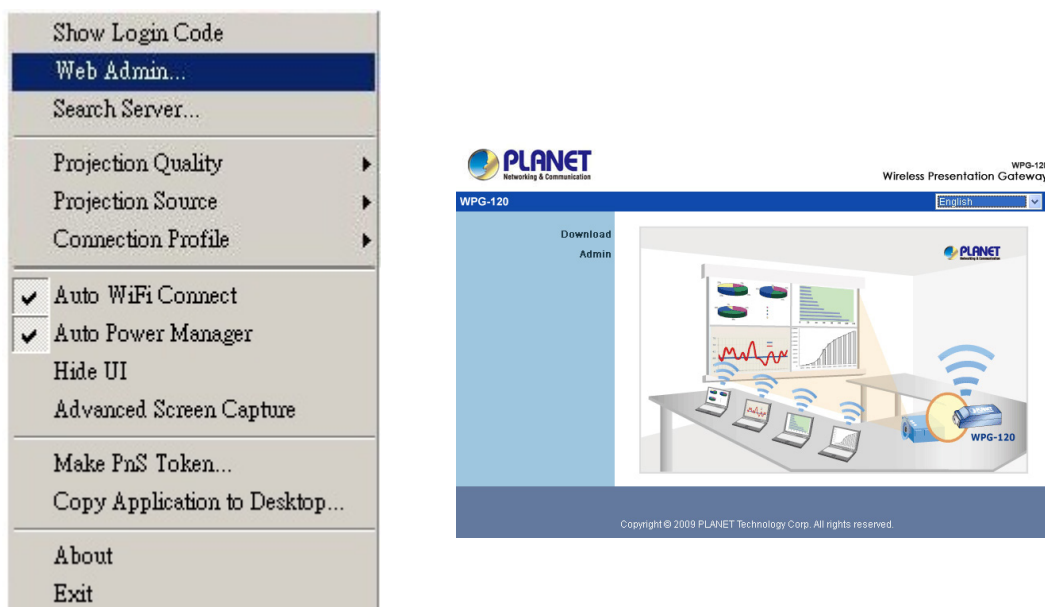 Show Login Code
Web Admin...
Search Server...
Projection Quality
Projection Source
Connection Profile
Auto WiFi Connect
Auto Power Manager
Hide UI
Advanced Screen Capture
Make PnS Token...
Copy Application to Desktop...
About
Exit
PLANET
Networking & Communication
WPG-120
Wireless Presentation Gateway
WPG-120
English
Download
Admin
PLANET
Networking & Communication
WPG-120
Copyright © 2009 PLANET Technology Corp. All rights reserved.